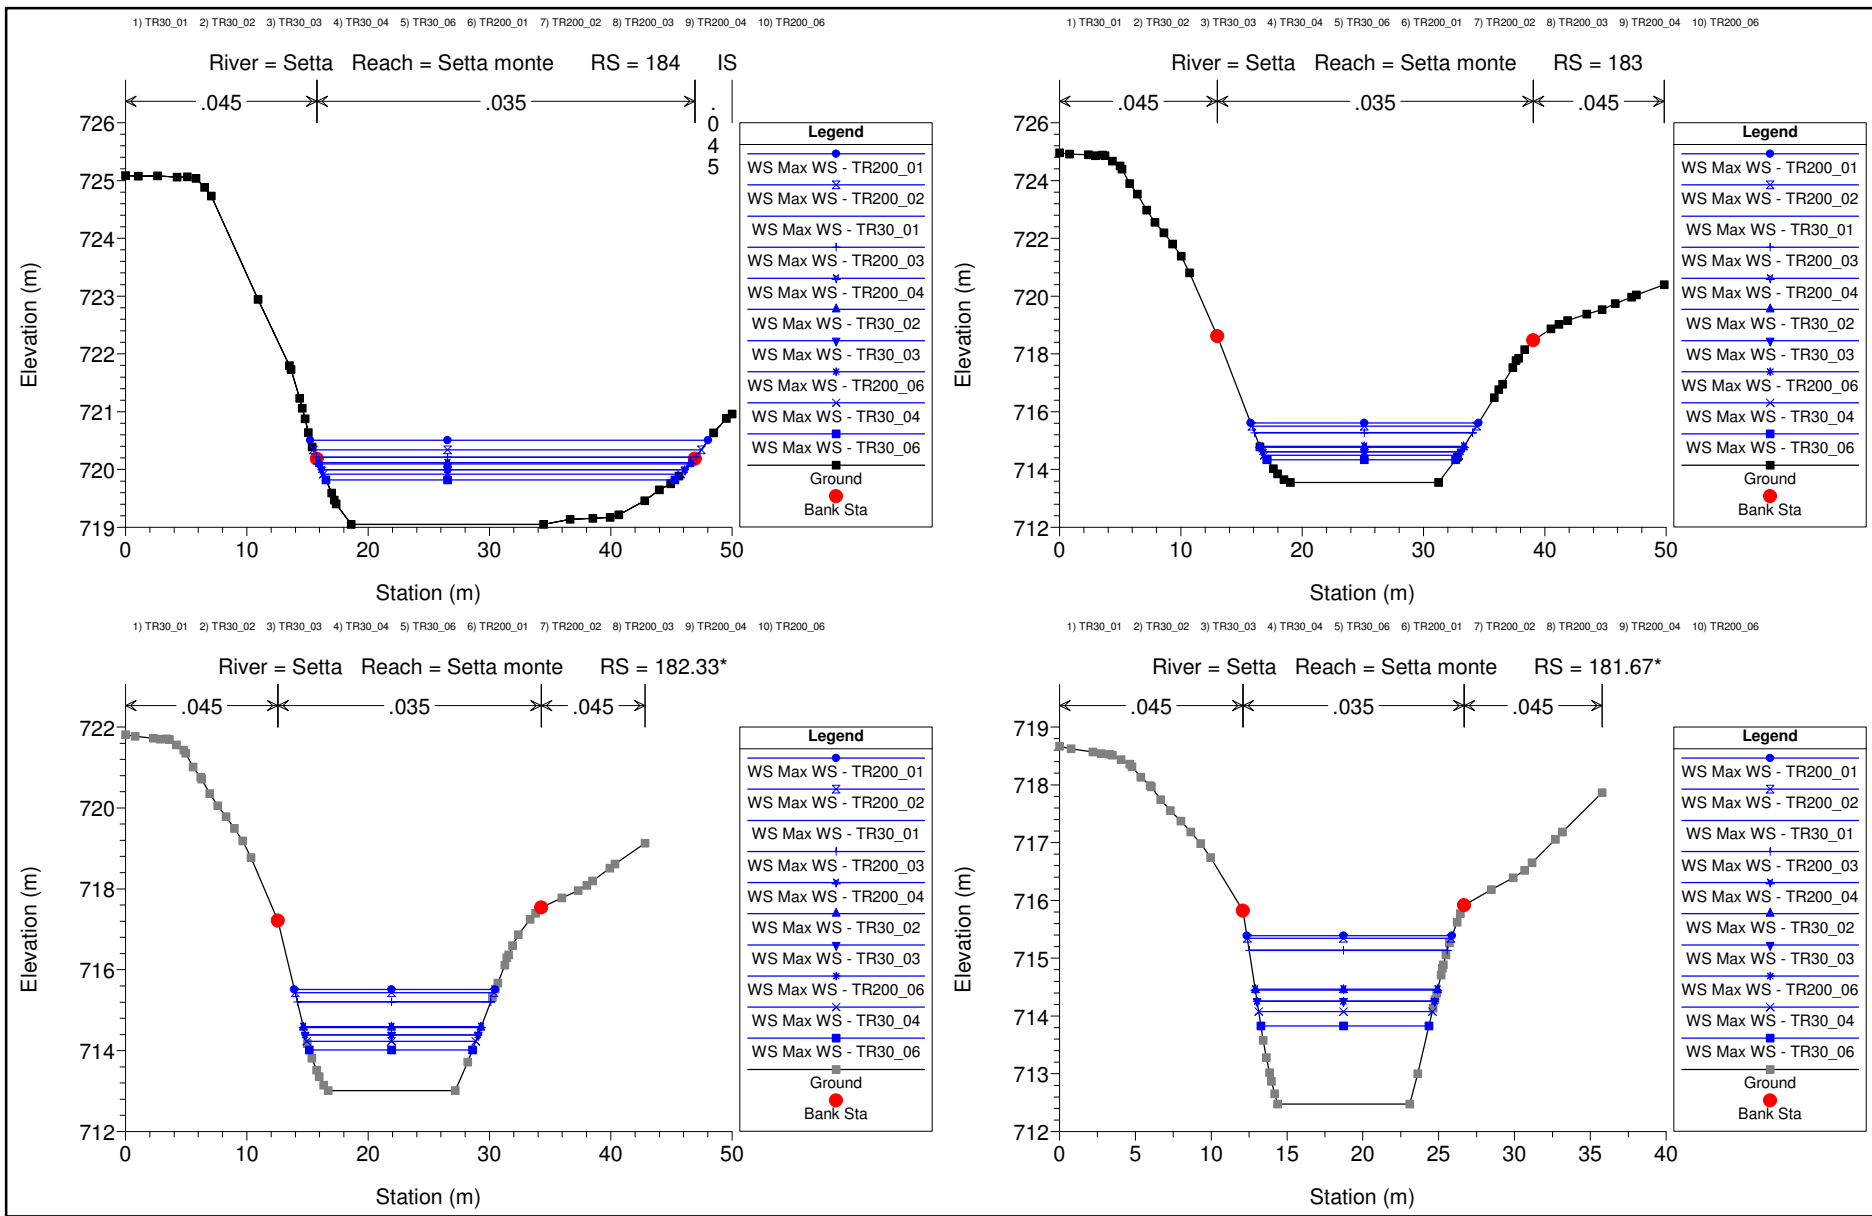 1) TR30_01 2) TR30_02 3) TR30_03 4) TR30_04 5) TR30_06 6) TR200_01 7) TR200_02 8) TR200_03 9) TR200_04 10) TR200_06
River = Setta Reach = Setta monte RS = 184 IS
.045 .035 .045
726
725
724
723
722
721
720
719
Elevation (m)
0 10 20 30 40 50
Station (m)
Legend
WS Max WS - TR200_01
WS Max WS - TR200_02
WS Max WS - TR30_01
WS Max WS - TR200_03
WS Max WS - TR200_04
WS Max WS - TR30_02
WS Max WS - TR30_03
WS Max WS - TR200_06
WS Max WS - TR30_04
WS Max WS - TR30_06
Ground
Bank Sta
1) TR30_01 2) TR30_02 3) TR30_03 4) TR30_04 5) TR30_06 6) TR200_01 7) TR200_02 8) TR200_03 9) TR200_04 10) TR200_06
River = Setta Reach = Setta monte RS = 183
.045 .035 .045
726
724
722
720
718
716
714
712
Elevation (m)
0 10 20 30 40 50
Station (m)
Legend
WS Max WS - TR200_01
WS Max WS - TR200_02
WS Max WS - TR30_01
WS Max WS - TR200_03
WS Max WS - TR200_04
WS Max WS - TR30_02
WS Max WS - TR30_03
WS Max WS - TR200_06
WS Max WS - TR30_04
WS Max WS - TR30_06
Ground
Bank Sta
1) TR30_01 2) TR30_02 3) TR30_03 4) TR30_04 5) TR30_06 6) TR200_01 7) TR200_02 8) TR200_03 9) TR200_04 10) TR200_06
River = Setta Reach = Setta monte RS = 182.33*
.045 .035 .045
722
720
718
716
714
712
Elevation (m)
0 10 20 30 40 50
Station (m)
Legend
WS Max WS - TR200_01
WS Max WS - TR200_02
WS Max WS - TR30_01
WS Max WS - TR200_03
WS Max WS - TR200_04
WS Max WS - TR30_02
WS Max WS - TR30_03
WS Max WS - TR200_06
WS Max WS - TR30_04
WS Max WS - TR30_06
Ground
Bank Sta
1) TR30_01 2) TR30_02 3) TR30_03 4) TR30_04 5) TR30_06 6) TR200_01 7) TR200_02 8) TR200_03 9) TR200_04 10) TR200_06
River = Setta Reach = Setta monte RS = 181.67*
.045 .035 .045
719
718
717
716
715
714
713
712
Elevation (m)
0 5 10 15 20 25 30 35 40
Station (m)
Legend
WS Max WS - TR200_01
WS Max WS - TR200_02
WS Max WS - TR30_01
WS Max WS - TR200_03
WS Max WS - TR200_04
WS Max WS - TR30_02
WS Max WS - TR30_03
WS Max WS - TR200_06
WS Max WS - TR30_04
WS Max WS - TR30_06
Ground
Bank Sta